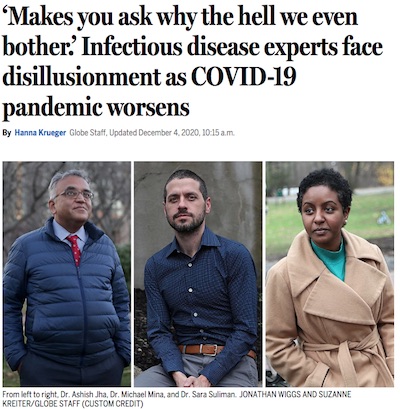 ‘Makes you ask why the hell we even
bother.’ Infectious disease experts face
disillusionment as COVID-19
pandemic worsens
By Hanna Krueger Globe Staff, Updated December 4, 2020, 10:15 a.m.
From left to right, Dr. Ashish Jha, Dr. Michael Mina, and Dr. Sara Suliman. JONATHAN WIGGS AND SUZANNE
KREITER/GLOBE STAFF (CUSTOM CREDIT)